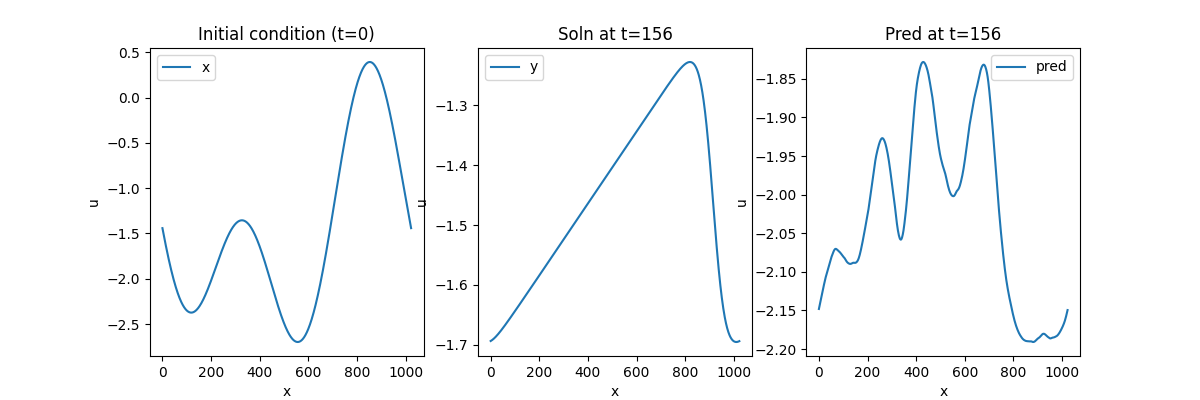 Initial condition (t=0)
x
0.5
0.0
−0.5
−1.0
−1.5
−2.0
−2.5
u
0 200 400 600 800 1000
x
Soln at t=156
y
−1.3
−1.4
−1.5
−1.6
−1.7
u
0 200 400 600 800 1000
x
Pred at t=156
pred
−1.85
−1.90
−1.95
−2.00
−2.05
−2.10
−2.15
−2.20
u
0 200 400 600 800 1000
x